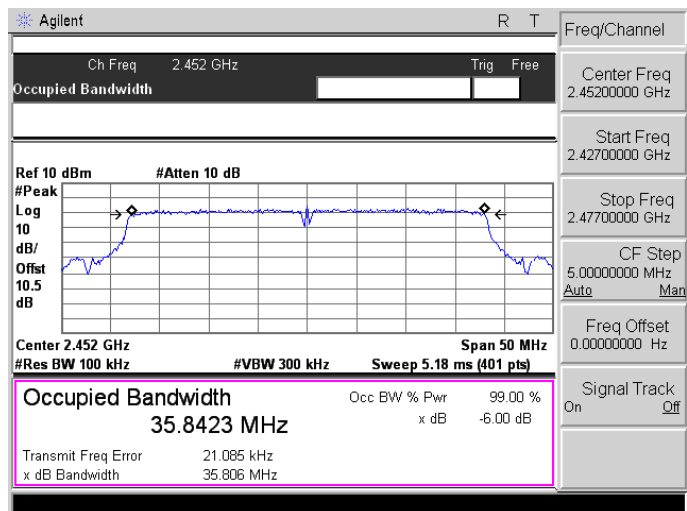 Agilent R T
Ch Freq 2.452 GHz Trig Free
Occupied Bandwidth
Ref 10 dBm #Atten 10 dB
#Peak
Log
10
dB/
Offst
10.5
dB
Center 2.452 GHz Span 50 MHz
#Res BW 100 kHz #VBW 300 kHz Sweep 5.18 ms (401 pts)
Occupied Bandwidth Occ BW % Pwr 99.00 %
35.8423 MHz x dB -6.00 dB
Transmit Freq Error 21.085 kHz
x dB Bandwidth 35.806 MHz
Freq/Channel
Center Freq
2.45200000 GHz
Start Freq
2.42700000 GHz
Stop Freq
2.47700000 GHz
CF Step
5.00000000 MHz
Auto Man
Freq Offset
0.00000000 Hz
Signal Track
On Off